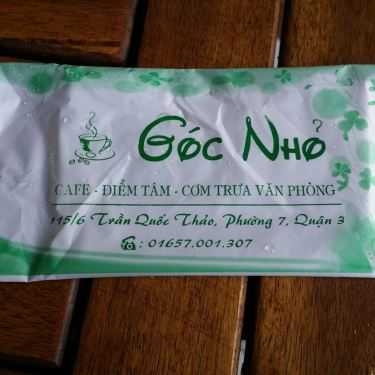 Góc Nhỏ
CAFE - ĐIỂM TÂM - CƠM TRƯA VĂN PHÒNG
115/6 Trần Quốc Thảo, Phường 7, Quận 3
☎: 01657.001.307